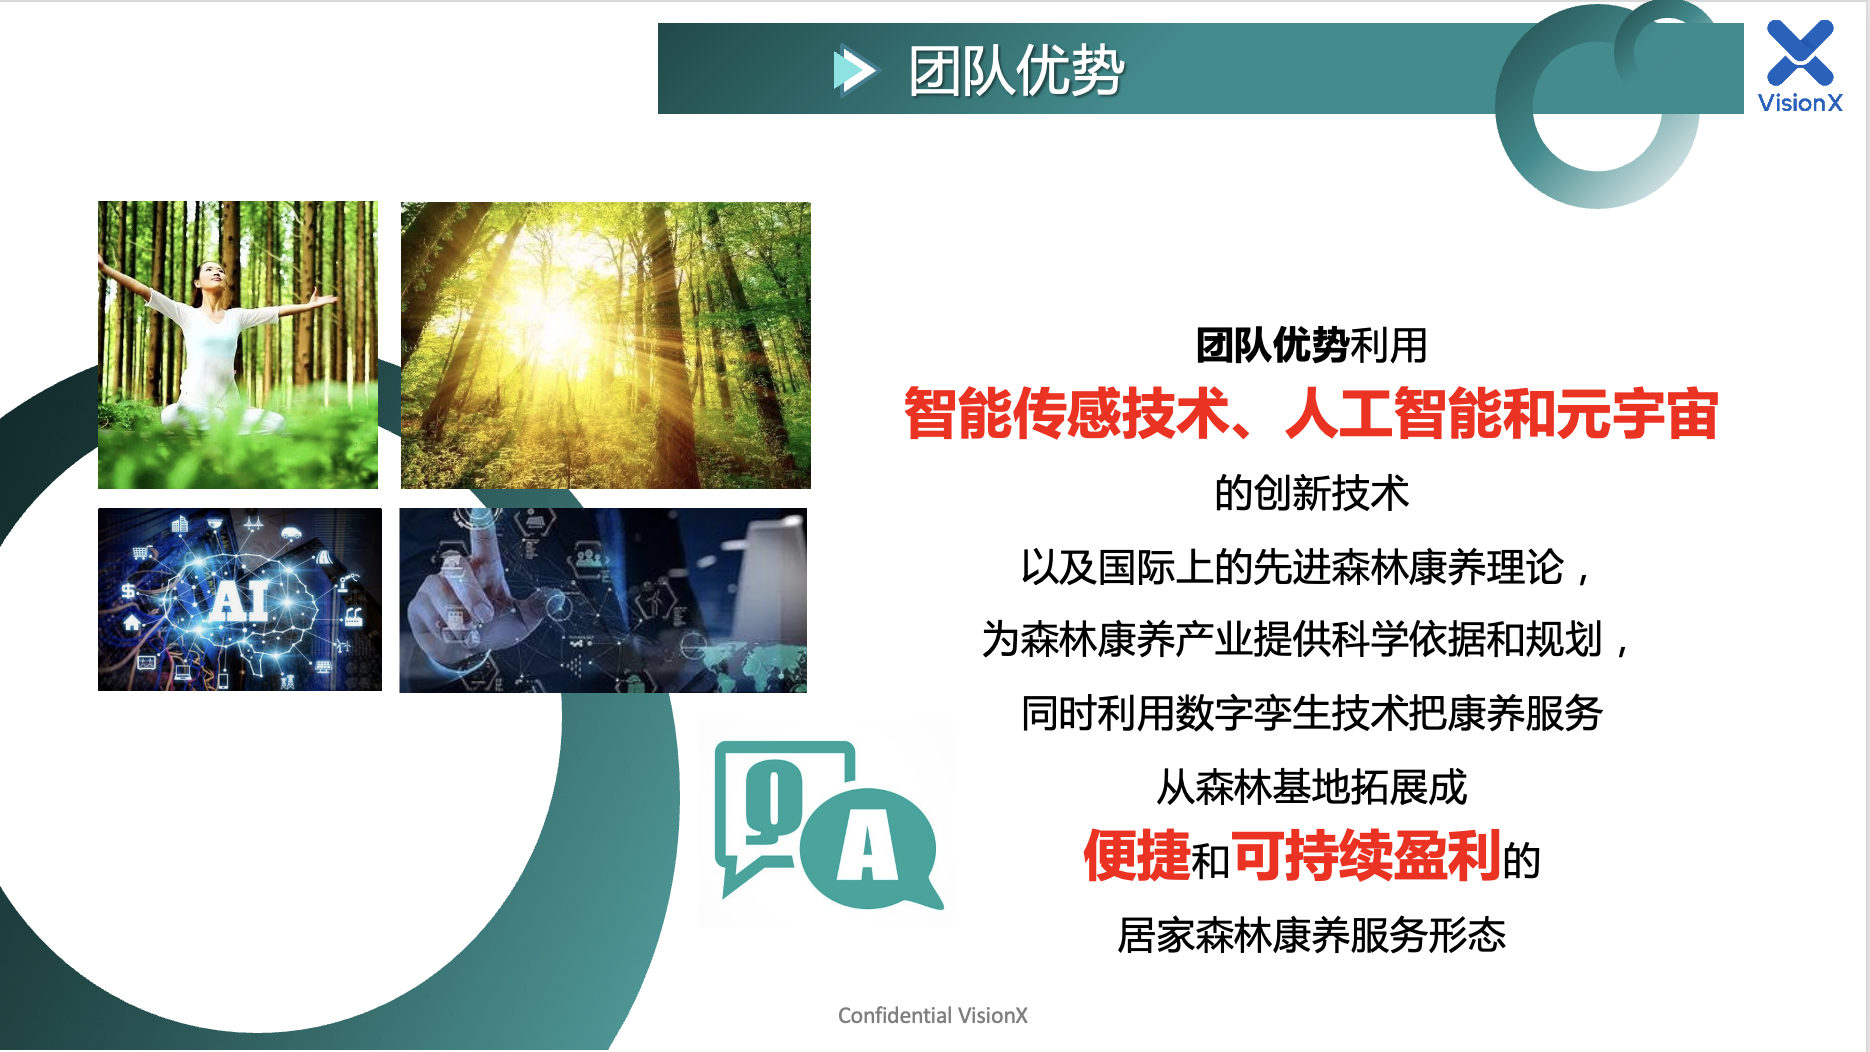 团队优势
VisionX
团队优势利用
智能传感技术、人工智能和元宇宙
的创新技术
以及国际上的先进森林康养理论，
为森林康养产业提供科学依据和规划，
同时利用数字孪生技术把康养服务
从森林基地拓展成
便捷和可持续盈利的
居家森林康养服务形态
AI
Q
A
Confidential VisionX